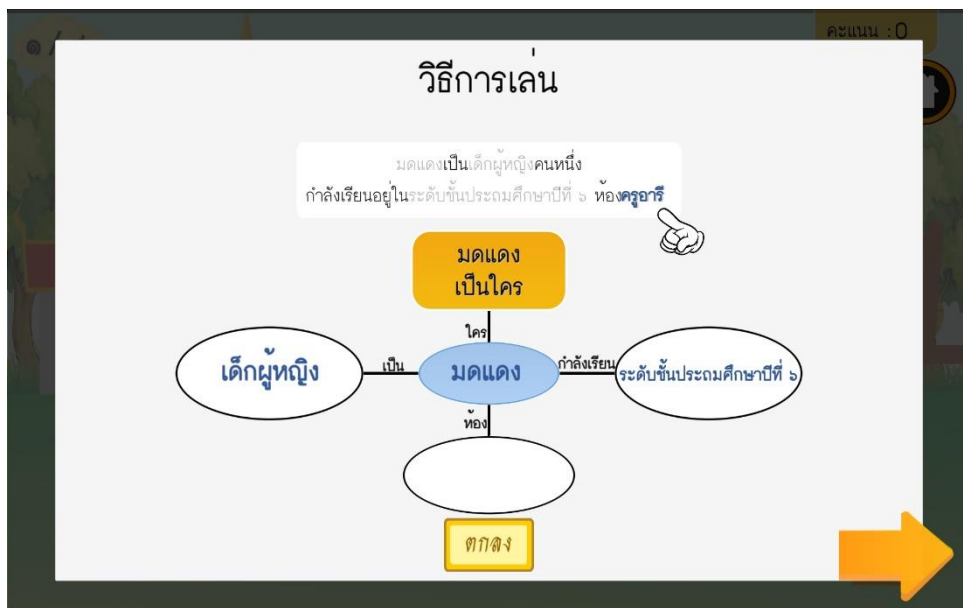 ๑ /
คะแนน : 0
วิธีการเล่น
มดแดงเป็นเด็กผู้หญิงคนหนึ่ง
กำลังเรียนอยู่ในระดับชั้นประถมศึกษาปีที่ ๖ ห้องครูอารี
มดแดง
เป็นใคร
ใคร
เด็กผู้หญิง
เป็น
มดแดง
กำลังเรียน
ระดับชั้นประถมศึกษาปีที่ ๖
ห้อง
ตกลง